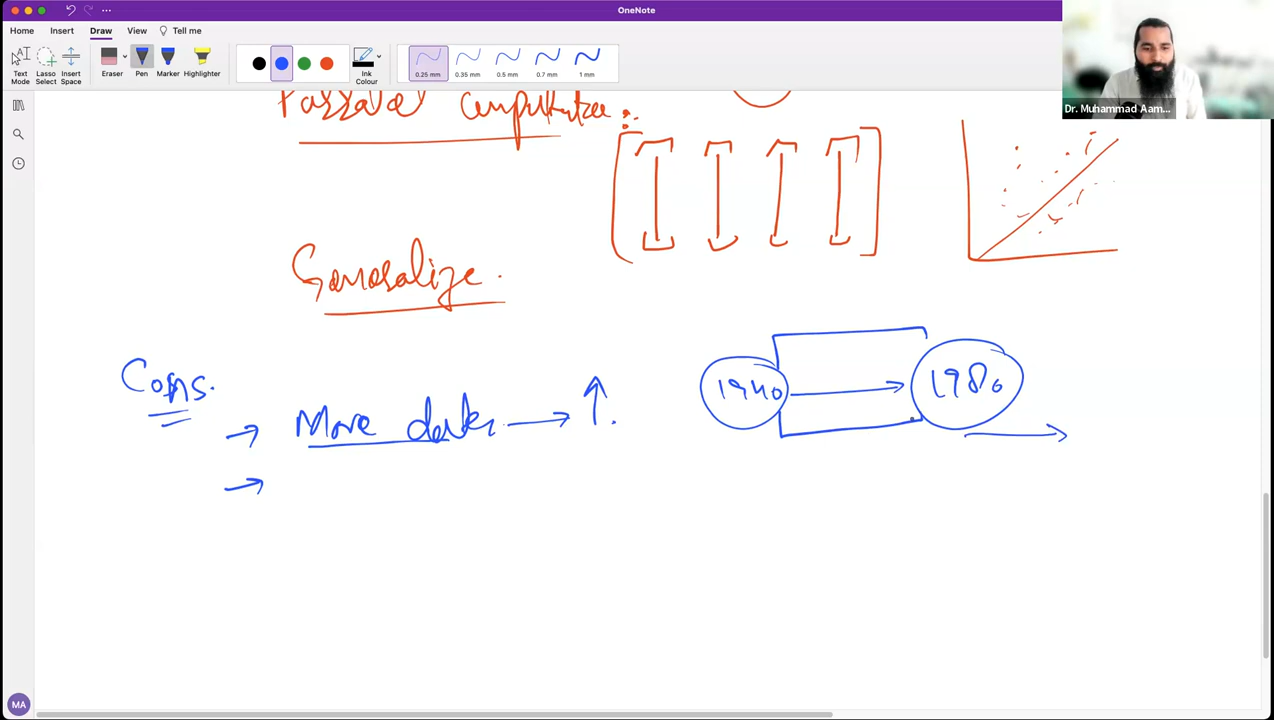 OneNote
Home Insert Draw View Tell me
Text Mode
Lasso Select
Insert Space
Eraser
Pen
Marker
Highlighter
Ink Colour
0.25 mm
0.35 mm
0.5 mm
0.7 mm
1 mm
Dr. Muhammad Aam...
Generalize.
Cons.
→ More data → ↑.
→
1940 → 1980
MA